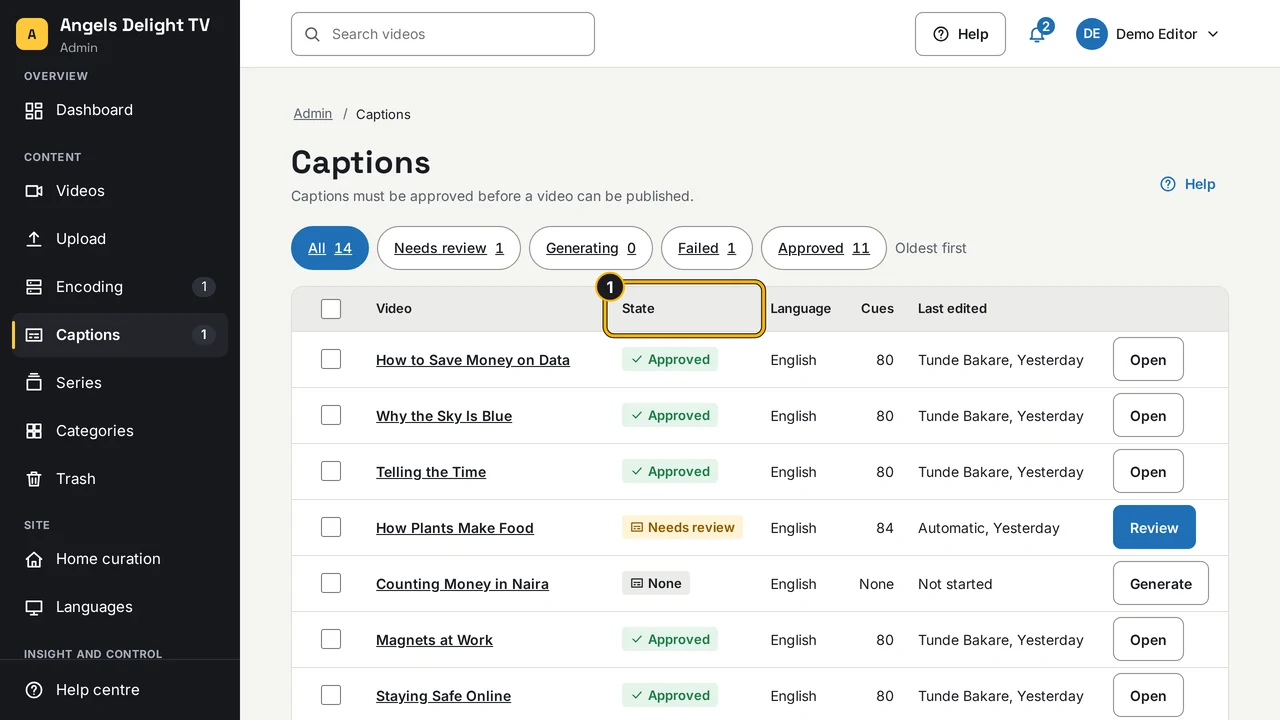 A
Angels Delight TV
Admin
OVERVIEW
Dashboard
CONTENT
Videos
Upload
Encoding 1
Captions 1
Series
Categories
Trash
SITE
Home curation
Languages
INSIGHT AND CONTROL
Help centre
Search videos
Help
2
DE Demo Editor
Admin / Captions
Captions
Captions must be approved before a video can be published.
Help
All 14 Needs review 1 Generating 0 Failed 1 Approved 11 Oldest first
1
Video State Language Cues Last edited
How to Save Money on Data Approved English 80 Tunde Bakare, Yesterday Open
Why the Sky Is Blue Approved English 80 Tunde Bakare, Yesterday Open
Telling the Time Approved English 80 Tunde Bakare, Yesterday Open
How Plants Make Food Needs review English 84 Automatic, Yesterday Review
Counting Money in Naira None English None Not started Generate
Magnets at Work Approved English 80 Tunde Bakare, Yesterday Open
Staying Safe Online Approved English 80 Tunde Bakare, Yesterday Open